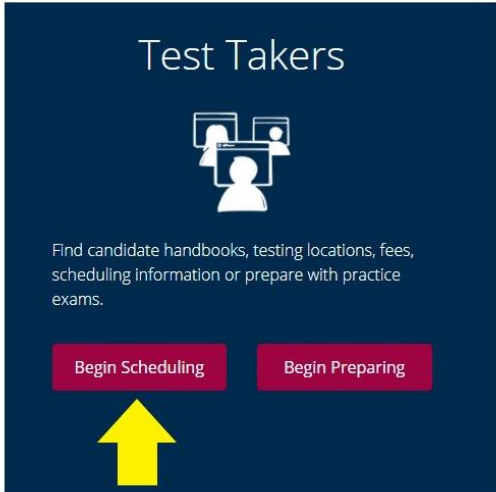 Test Takers
Find candidate handbooks, testing locations, fees,
scheduling information or prepare with practice
exams.
Begin Scheduling
Begin Preparing